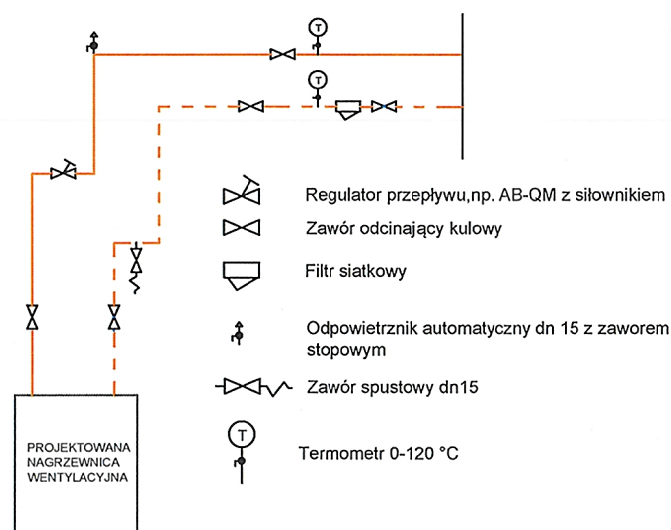 T
T
Regulator przepływu,np. AB-QM z siłownikiem
Zawór odcinający kulowy
Filtr siatkowy
Odpowietrznik automatyczny dn 15 z zaworem
stopowym
Zawór spustowy dn15
T
Termometr 0-120 °C
PROJEKTOWANA
NAGRZEWNICA
WENTYLACYJNA